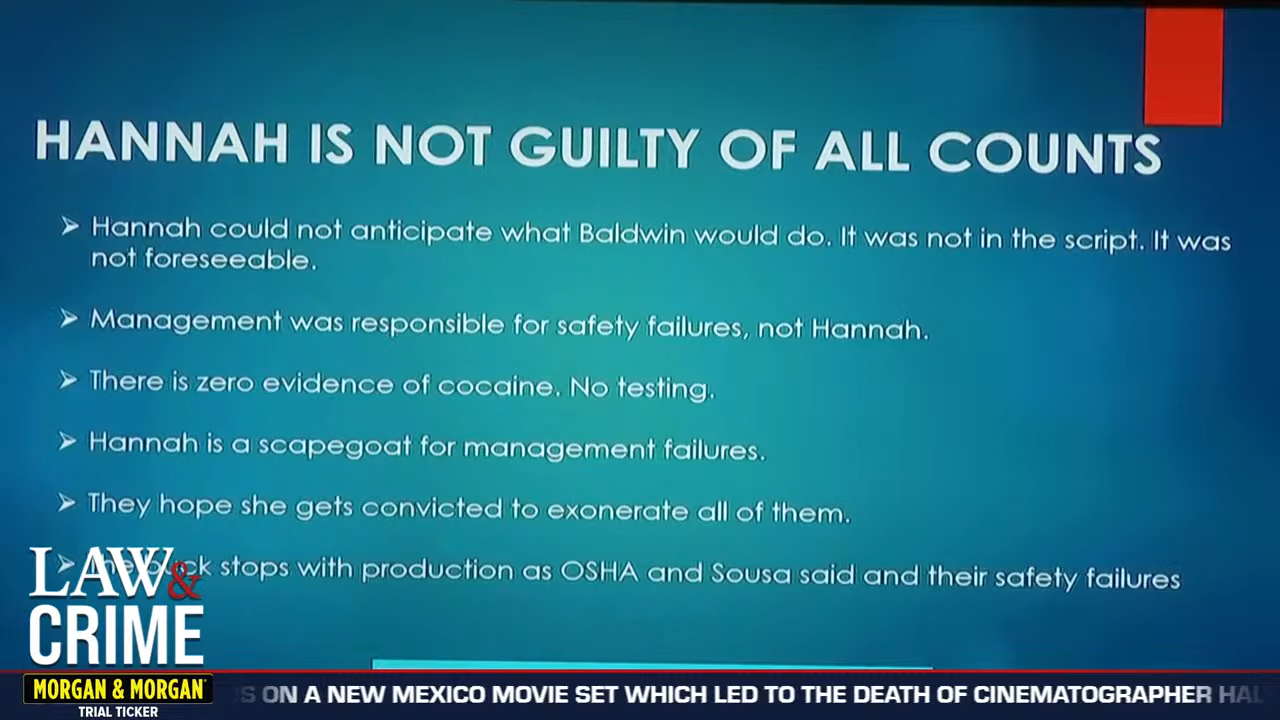 HANNAH IS NOT GUILTY OF ALL COUNTS
➢ Hannah could not anticipate what Baldwin would do. It was not in the script. It was
not foreseeable.
➢ Management was responsible for safety failures, not Hannah.
➢ There is zero evidence of cocaine. No testing.
➢ Hannah is a scapegoat for management failures.
➢ They hope she gets convicted to exonerate all of them.
➢ The buck stops with production as OSHA and Sousa said and their safety failures
LAW&
CRIME
MORGAN & MORGAN
TRIAL TICKER
ON A NEW MEXICO MOVIE SET WHICH LED TO THE DEATH OF CINEMATOGRAPHER